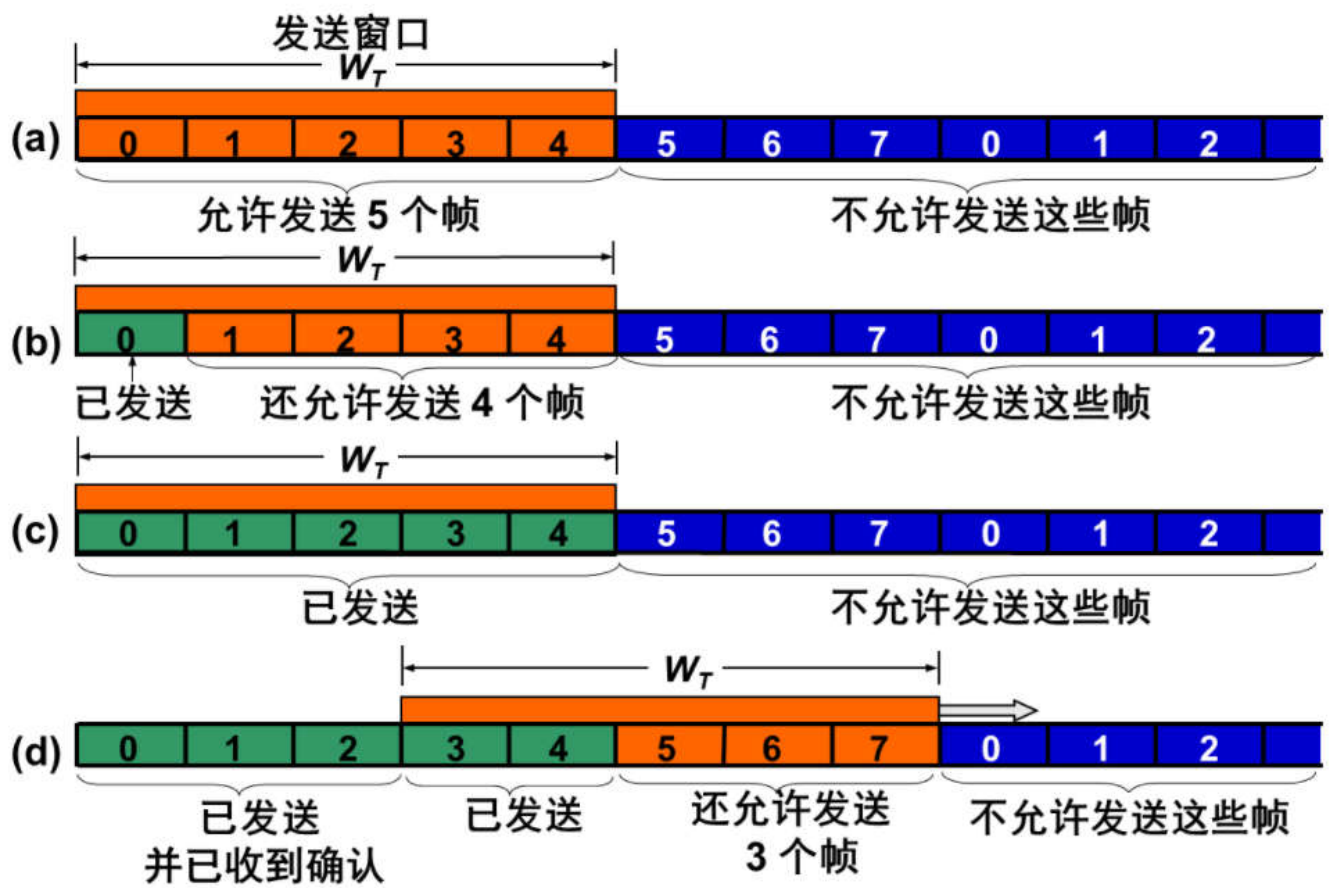 发送窗口
W_T
(a) 0 1 2 3 4 5 6 7 0 1 2
允许发送 5 个帧 不允许发送这些帧
W_T
(b) 0 1 2 3 4 5 6 7 0 1 2
已发送 还允许发送 4 个帧 不允许发送这些帧
W_T
(c) 0 1 2 3 4 5 6 7 0 1 2
已发送 不允许发送这些帧
W_T
(d) 0 1 2 3 4 5 6 7 0 1 2
已发送
并已收到确认
已发送
还允许发送
3 个帧
不允许发送这些帧